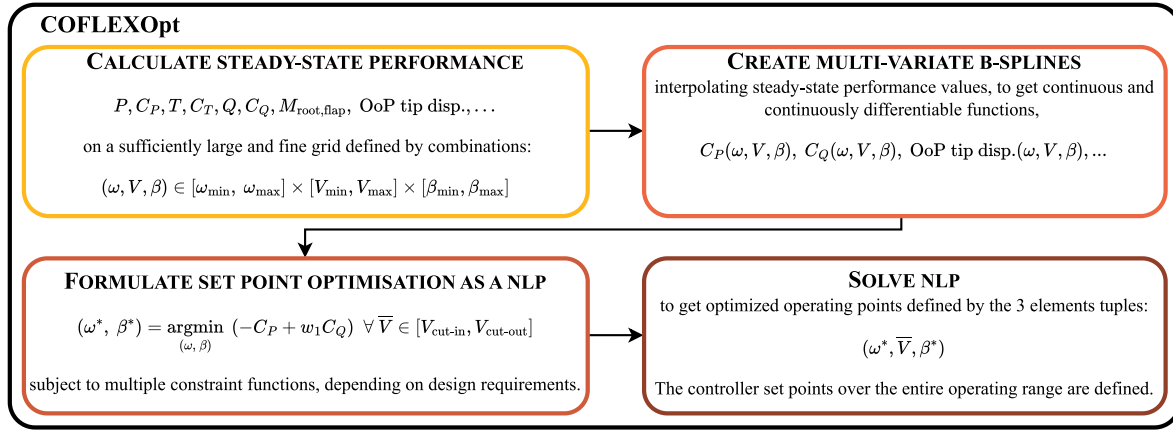 COFLEXOpt
CALCULATE STEADY-STATE PERFORMANCE
P, C_P, T, C_T, Q, C_Q, M_root,flap, OoP tip disp., . . .
on a sufficiently large and fine grid defined by combinations:
(ω, V, β) ∈ [ω_min, ω_max] × [V_min, V_max] × [β_min, β_max]
CREATE MULTI-VARIATE B-SPLINES
interpolating steady-state performance values, to get continuous and
continuously differentiable functions,
C_P(ω, V, β), C_Q(ω, V, β), OoP tip disp.(ω, V, β), ...
FORMULATE SET POINT OPTIMISATION AS A NLP
(ω*, β*) = argmin (−C_P + w_1C_Q) ∀ V̅ ∈ [V_cut-in, V_cut-out]
(ω, β)
subject to multiple constraint functions, depending on design requirements.
SOLVE NLP
to get optimized operating points defined by the 3 elements tuples:
(ω*, V̅, β*)
The controller set points over the entire operating range are defined.